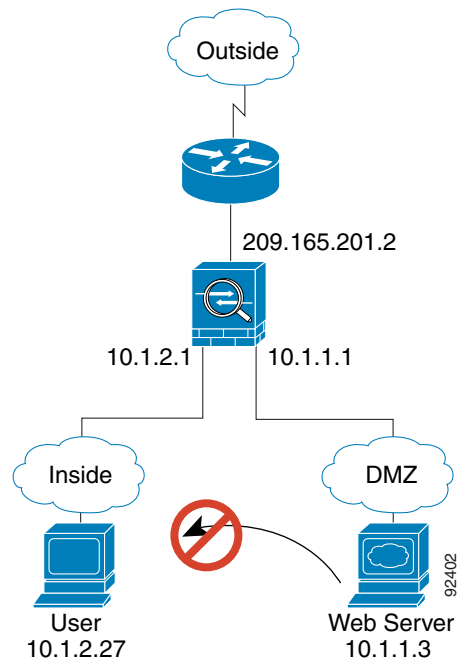 Outside
209.165.201.2
10.1.2.1
10.1.1.1
Inside
DMZ
User
10.1.2.27
Web Server
10.1.1.3
92402